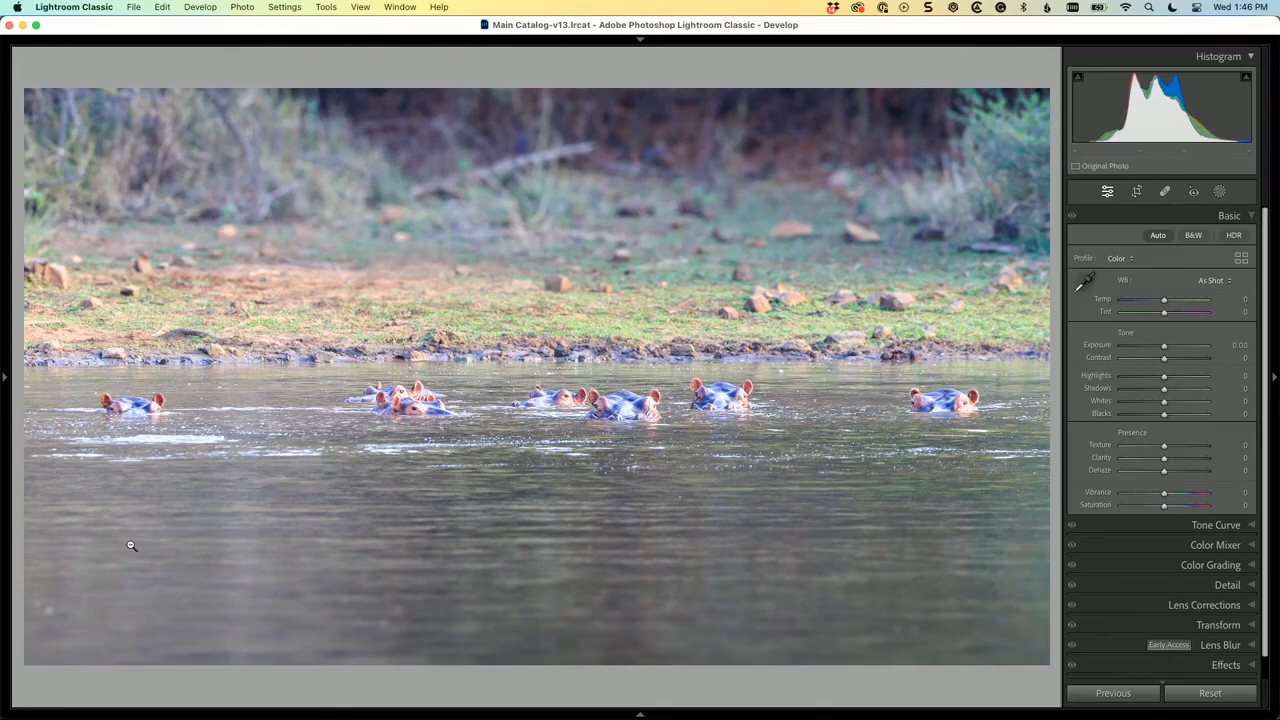 Lightroom Classic File Edit Develop Photo Settings Tools View Window Help Wed 1:46 PM
Main Catalog-v13.lrcat - Adobe Photoshop Lightroom Classic - Develop
Histogram
Original Photo
Basic
Auto B&W HDR
Profile : Color
WB : As Shot
Temp 0
Tint 0
Tone
Exposure 0.00
Contrast 0
Highlights 0
Shadows 0
Whites 0
Blacks 0
Presence
Texture 0
Clarity 0
Dehaze 0
Vibrance 0
Saturation 0
Tone Curve
Color Mixer
Color Grading
Detail
Lens Corrections
Transform
Early Access Lens Blur
Effects
Previous Reset